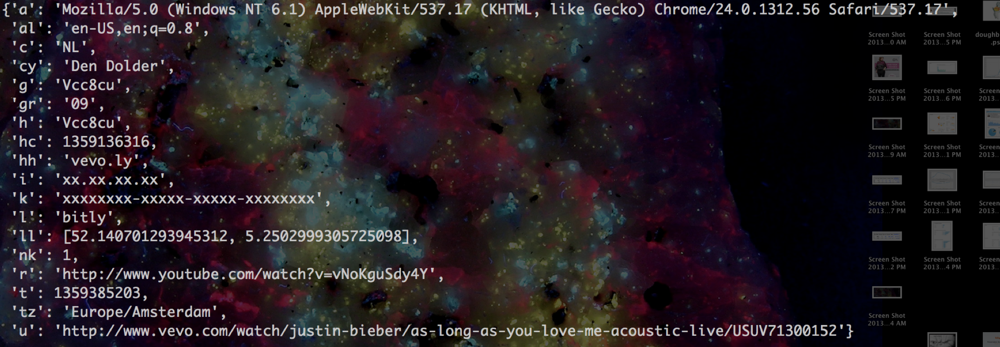 {'a': 'Mozilla/5.0 (Windows NT 6.1) AppleWebKit/537.17 (KHTML, like Gecko) Chrome/24.0.1312.56 Safari/537.17',
'al': 'en-US,en;q=0.8',
'c': 'NL',
'cy': 'Den Dolder',
'g': 'Vcc8cu',
'gr': '09',
'h': 'Vcc8cu',
'hc': 1359136316,
'hh': 'vevo.ly',
'i': 'xx.xx.xx.xx',
'k': 'xxxxxxxx-xxxxx-xxxxx-xxxxxxxx',
'l': 'bitly',
'll': [52.140701293945312, 5.2502999305725098],
'nk': 1,
'r': 'http://www.youtube.com/watch?v=vNoKguSdy4Y',
't': 1359385203,
'tz': 'Europe/Amsterdam',
'u': 'http://www.vevo.com/watch/justin-bieber/as-long-as-you-love-me-acoustic-live/USUV71300152'}
Screen Shot Screen Shot doughb
2013...0 AM 2013...5 PM .ps
Screen Shot Screen Shot Screen
2013...5 PM 2013...6 PM 2013...
Screen Shot Screen Shot Screen
2013...9 AM 2013...1 PM 2013...
Screen Shot Screen Shot Screen
2013...7 PM 2013...1 PM 2013...
Screen Shot Screen Shot Screen
2013...2 PM 2013...4 PM 2013...
Screen Shot
2013...4 AM